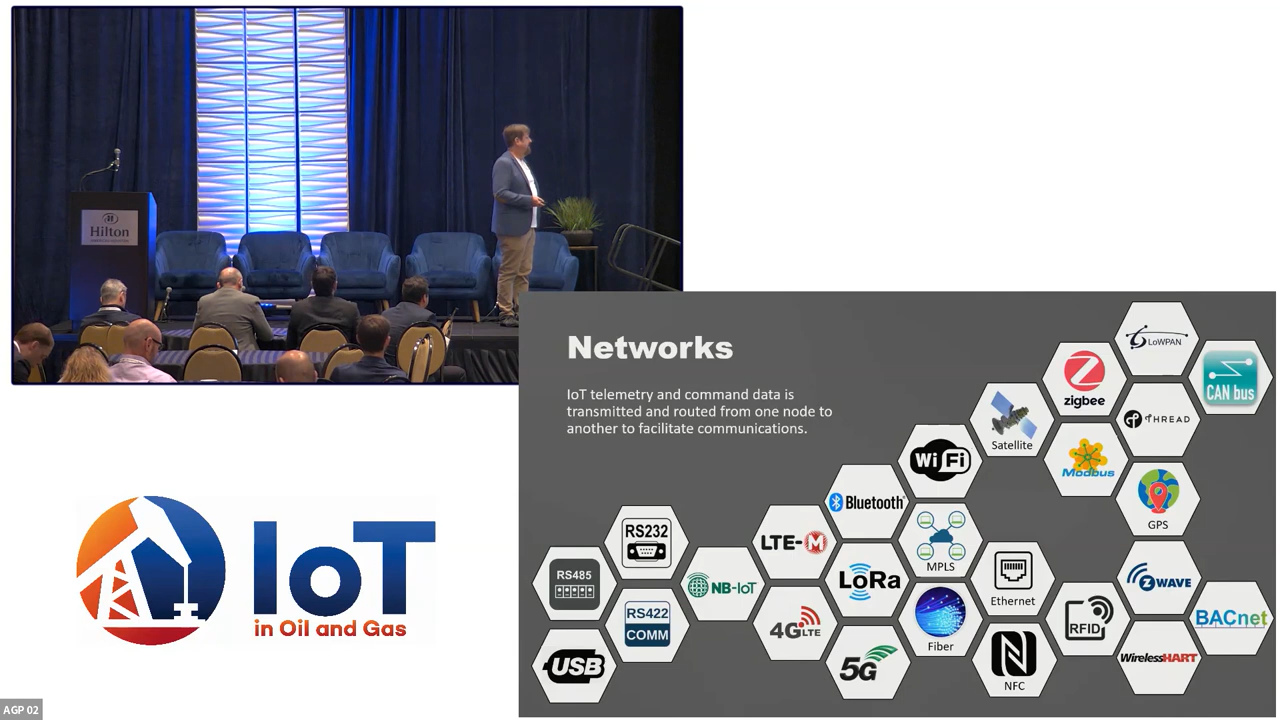 Hilton
Networks
IoT telemetry and command data is
transmitted and routed from one node to
another to facilitate communications.
LoWPAN
zigbee
CAN bus
THREAD
Satellite
WiFi
Modbus
Bluetooth
GPS
RS232
LTE-M
MPLS
RS485
NB-IoT
LoRa
Ethernet
Z WAVE
RS422
COMM
4G LTE
Fiber
RFID
BACnet
USB
5G
NFC
WirelessHART
IoT
in Oil and Gas
AGP 02